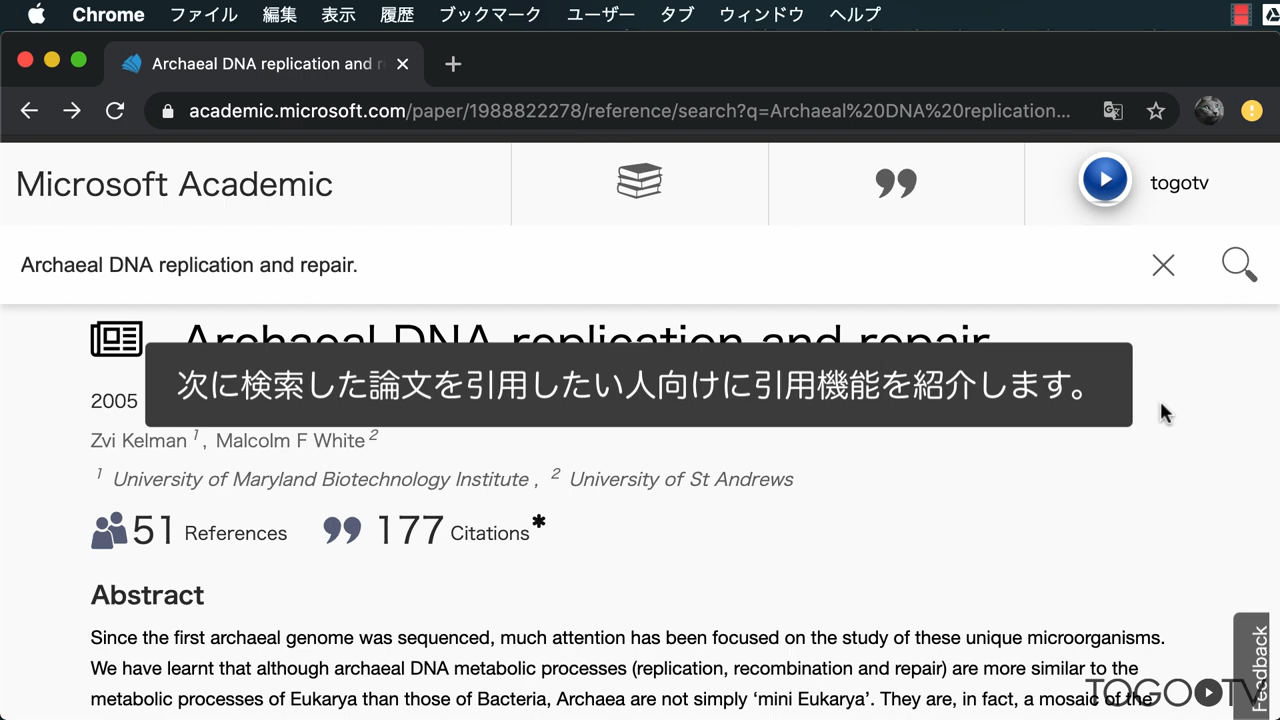 Chrome ファイル 編集 表示 履歴 ブックマーク ユーザー タブ ウィンドウ ヘルプ
Archaeal DNA replication and r
academic.microsoft.com/paper/1988822278/reference/search?q=Archaeal%20DNA%20replication...
Microsoft Academic
togotv
Archaeal DNA replication and repair.
Archaeal DNA replication and repair
次に検索した論文を引用したい人向けに引用機能を紹介します。
2005
Zvi Kelman 1, Malcolm F White 2
1 University of Maryland Biotechnology Institute , 2 University of St Andrews
51 References 177 Citations*
Abstract
Since the first archaeal genome was sequenced, much attention has been focused on the study of these unique microorganisms.
We have learnt that although archaeal DNA metabolic processes (replication, recombination and repair) are more similar to the
metabolic processes of Eukarya than those of Bacteria, Archaea are not simply ‘mini Eukarya’. They are, in fact, a mosaic of the
Feedback
TOGOTV